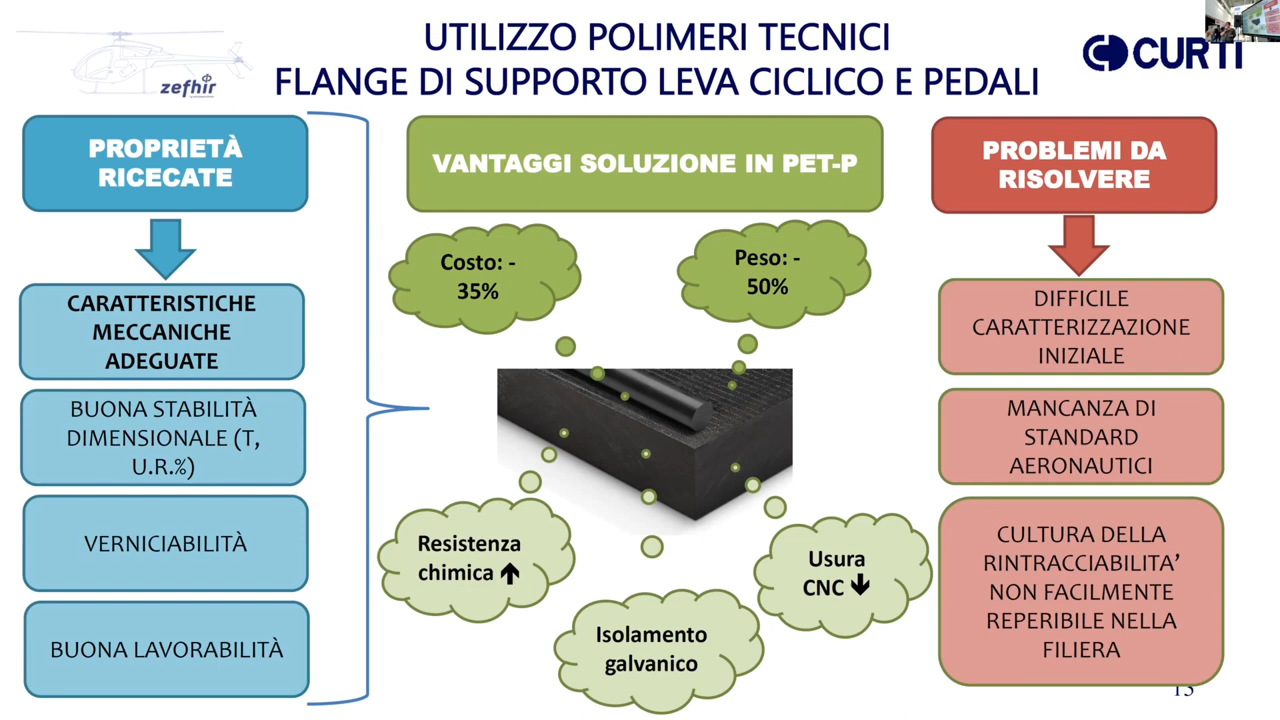 UTILIZZO POLIMERI TECNICI
FLANGE DI SUPPORTO LEVA CICLICO E PEDALI
zefhir
CURTI
PROPRIETÀ
RICECATE
CARATTERISTICHE
MECCANICHE
ADEGUATE
BUONA STABILITÀ
DIMENSIONALE (T,
U.R.%)
VERNICIABILITÀ
BUONA LAVORABILITÀ
VANTAGGI SOLUZIONE IN PET-P
Costo: -
35%
Peso: -
50%
Resistenza
chimica ↑
Isolamento
galvanico
Usura
CNC ↓
PROBLEMI DA
RISOLVERE
DIFFICILE
CARATTERIZZAZIONE
INIZIALE
MANCANZA DI
STANDARD
AERONAUTICI
CULTURA DELLA
RINTRACCIABILITA’
NON FACILMENTE
REPERIBILE NELLA
FILIERA